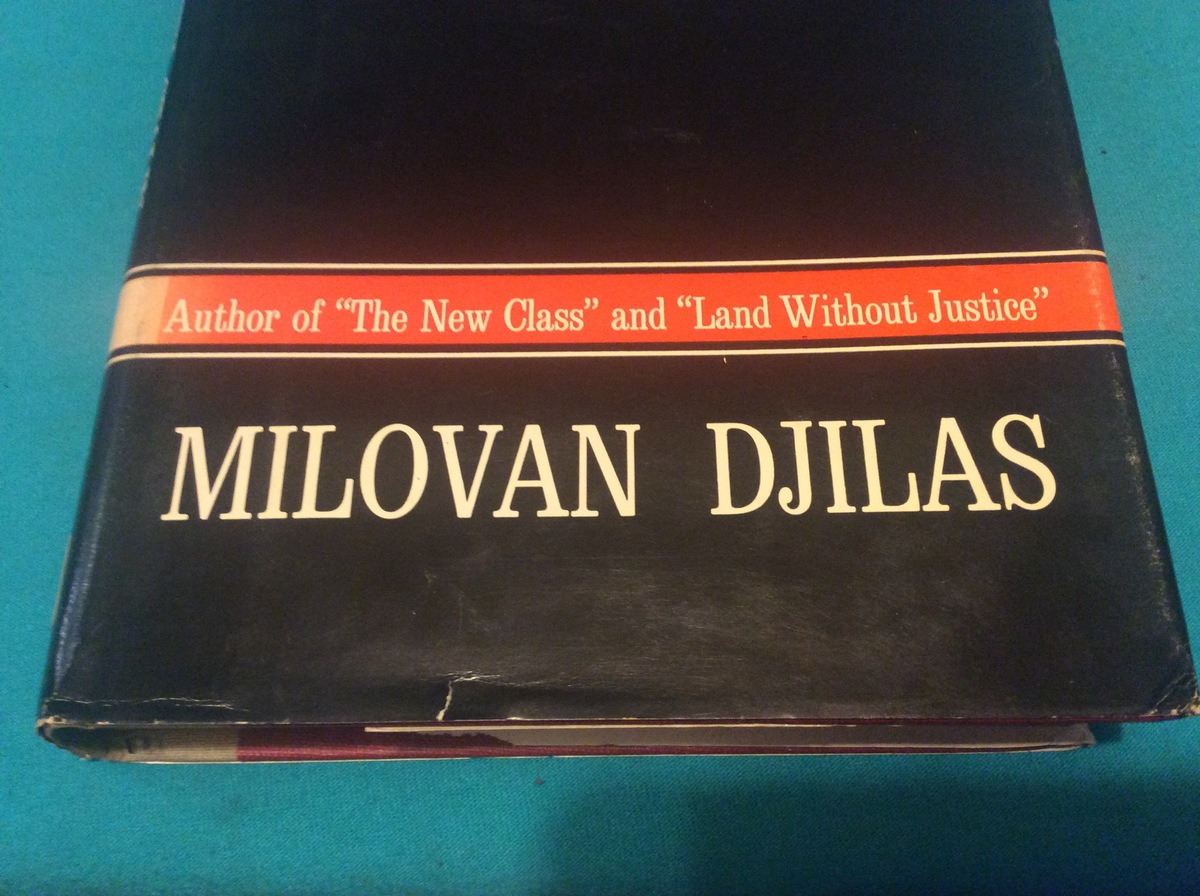 Author of “The New Class” and “Land Without Justice”
MILOVAN DJILAS